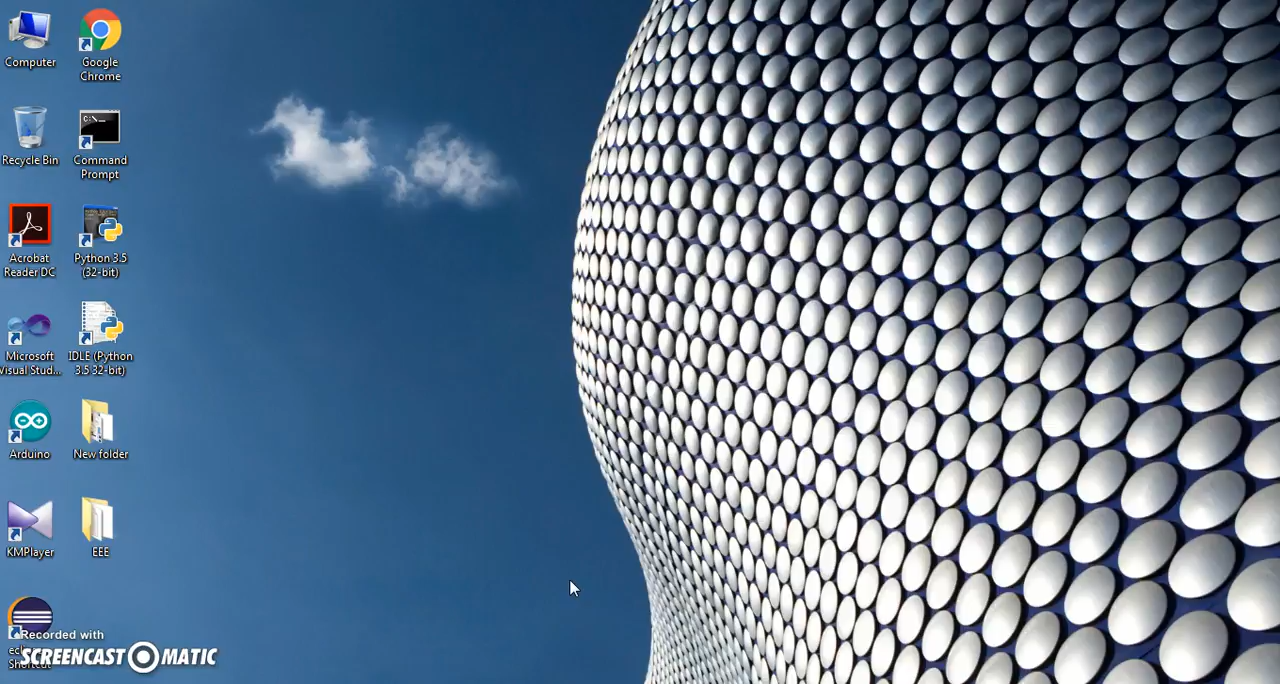 Computer
Google
Chrome
Recycle Bin
Command
Prompt
Acrobat
Reader DC
Python 3.5
(32-bit)
Microsoft
Visual Stud...
IDLE (Python
3.5 32-bit)
Arduino
New folder
KMPlayer
EEE
Recorded with
SCREENCAST MATIC